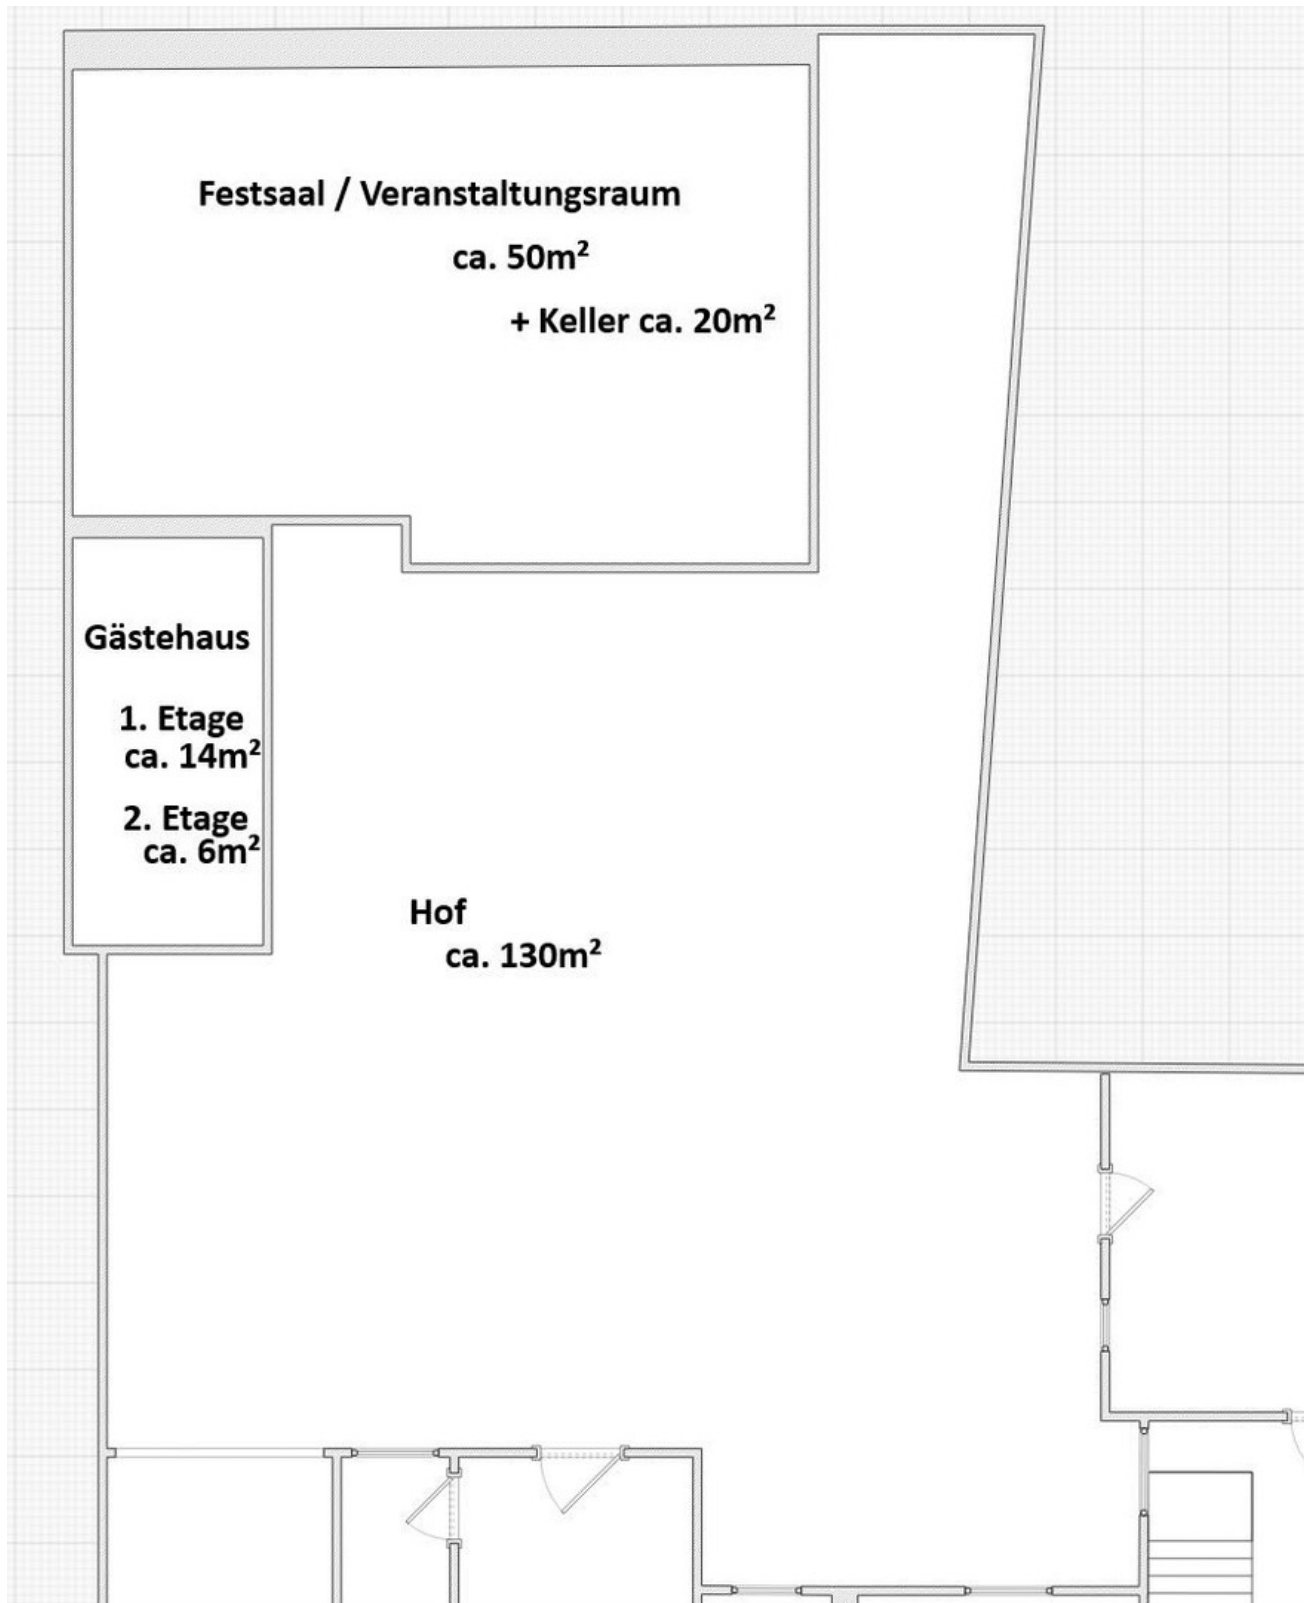 Festsaal / Veranstaltungsraum
ca. 50m²
+ Keller ca. 20m²
Gästehaus
1. Etage
ca. 14m²
2. Etage
ca. 6m²
Hof
ca. 130m²